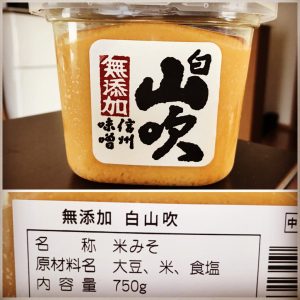 白
山吹
無添加
信州
味噌
無添加 白山吹
中
名 称 米みそ
原材料名 大豆、米、食塩
内 容 量 750g